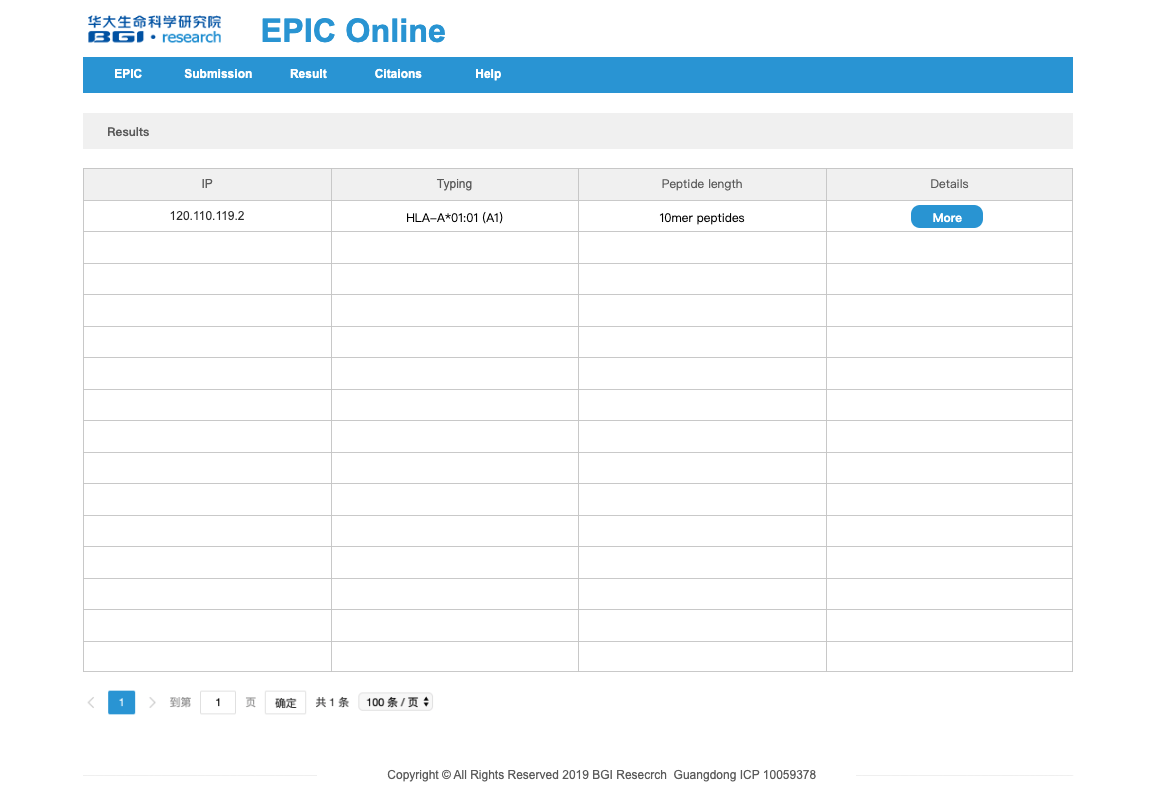 华大生命科学研究院
BGI · research
EPIC Online
EPIC Submission Result Citaions Help
Results
IP Typing Peptide length Details
120.110.119.2 HLA-A*01:01 (A1) 10mer peptides More
1 到第 1 页 确定 共 1 条 100 条 / 页
Copyright © All Rights Reserved 2019 BGI Resecrch Guangdong ICP 10059378